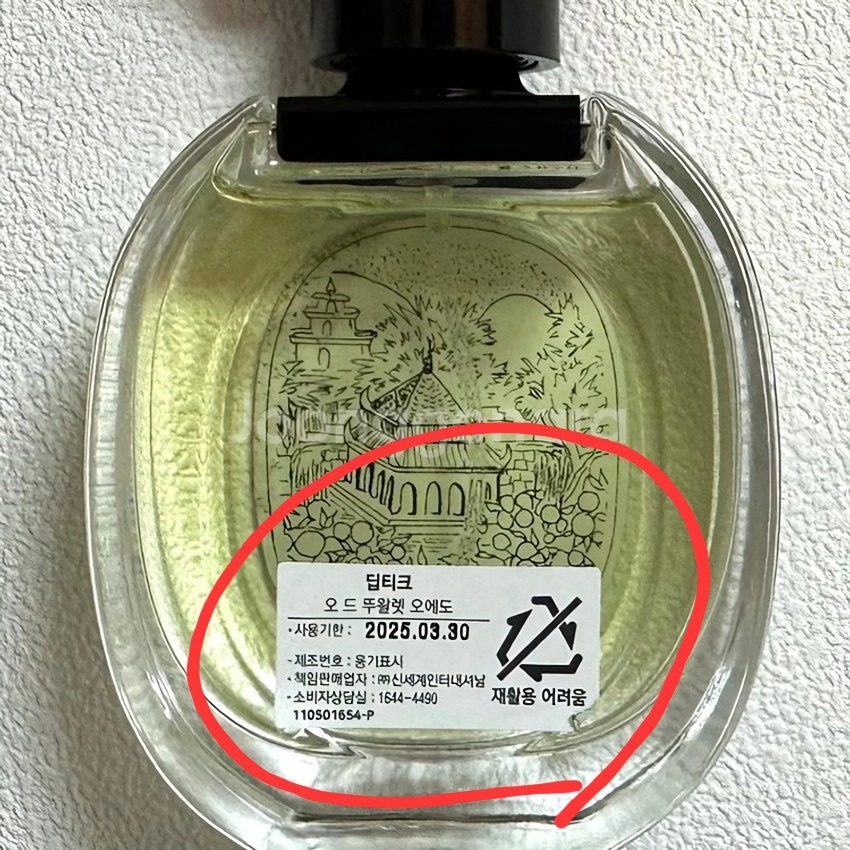 Joonggonara
딥티크
오 드 뚜왈렛 오에도
·사용기한 : 2025.03.30
- 제조번호 : 용기표시
· 책임판매업자 : ㈜신세계인터내셔날
· 소비자상담실 : 1644-4490
110501654-P
재활용 어려움